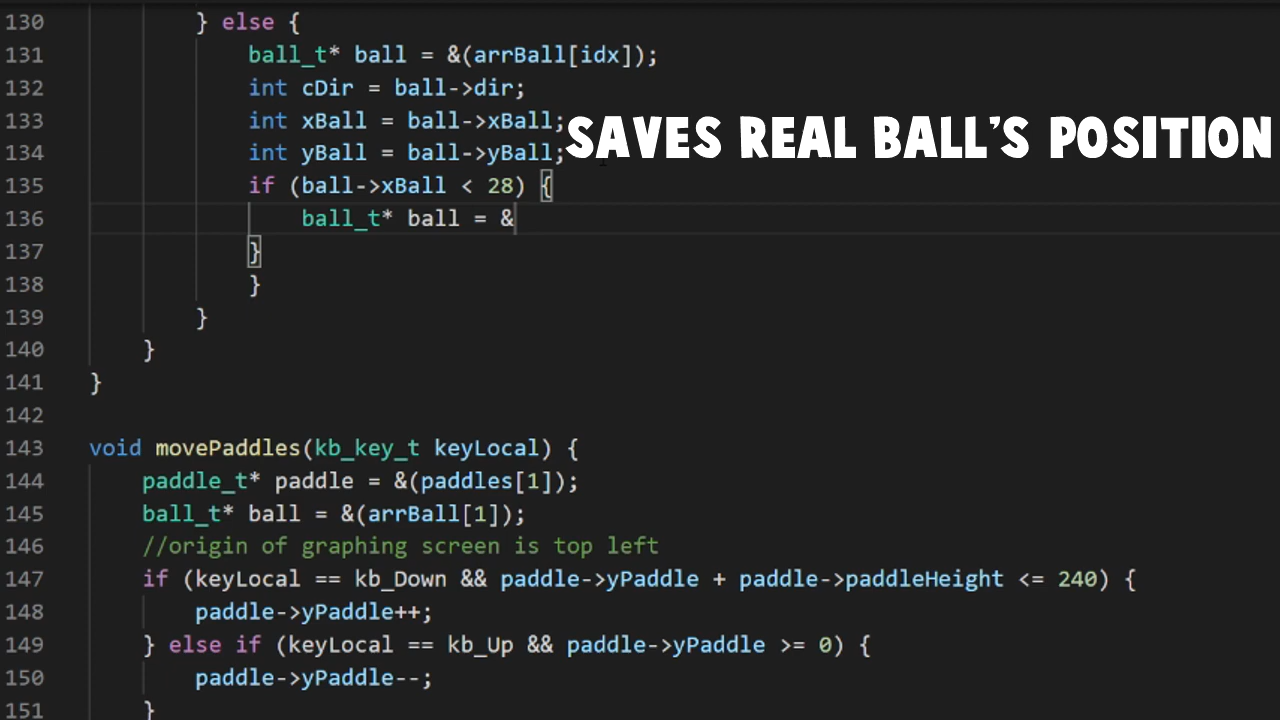 130 } else {
131 ball_t* ball = &(arrBall[idx]);
132 int cDir = ball->dir;
133 int xBall = ball->xBall;
134 int yBall = ball->yBall;
SAVES REAL BALL'S POSITION
135 if (ball->xBall < 28) {
136 ball_t* ball = &
137 }
138 }
139 }
140 }
141 }
142
143 void movePaddles(kb_key_t keyLocal) {
144 paddle_t* paddle = &(paddles[1]);
145 ball_t* ball = &(arrBall[1]);
146 //origin of graphing screen is top left
147 if (keyLocal == kb_Down && paddle->yPaddle + paddle->paddleHeight <= 240) {
148 paddle->yPaddle++;
149 } else if (keyLocal == kb_Up && paddle->yPaddle >= 0) {
150 paddle->yPaddle--;
151 }